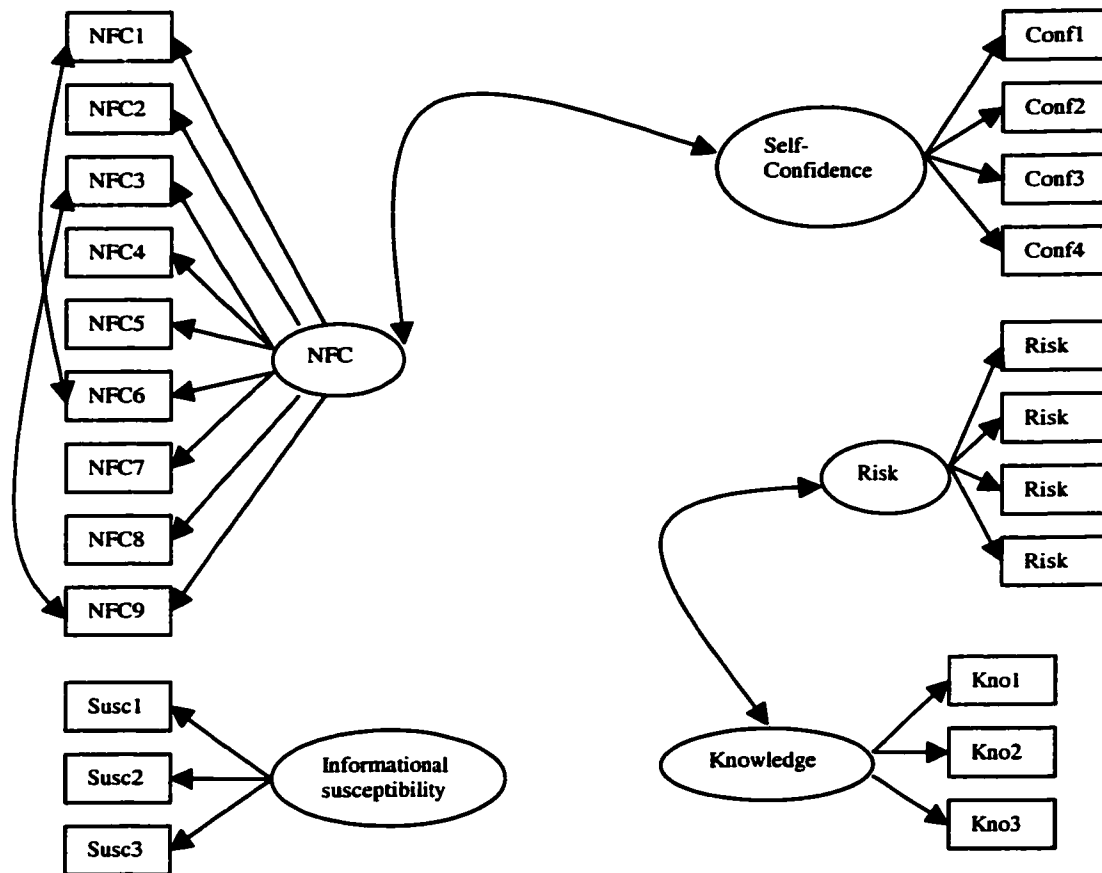 NFC1
NFC2
NFC3
NFC4
NFC5
NFC6
NFC7
NFC8
NFC9
NFC
Self-
Confidence
Conf1
Conf2
Conf3
Conf4
Risk
Risk
Risk
Risk
Risk
Susc1
Susc2
Susc3
Informational
susceptibility
Knowledge
Kno1
Kno2
Kno3